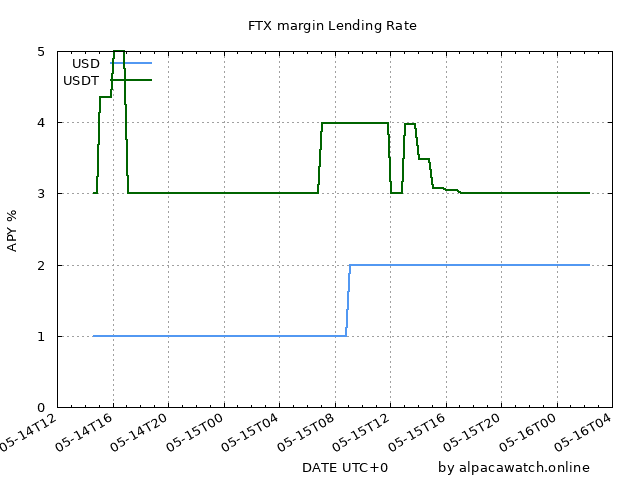 FTX margin Lending Rate
USD
USDT
5
4
3
2
1
0
APY %
05-14T12
05-14T16
05-14T20
05-15T00
05-15T04
05-15T08
05-15T12
05-15T16
05-15T20
05-16T00
05-16T04
DATE UTC+0
by alpacawatch.online